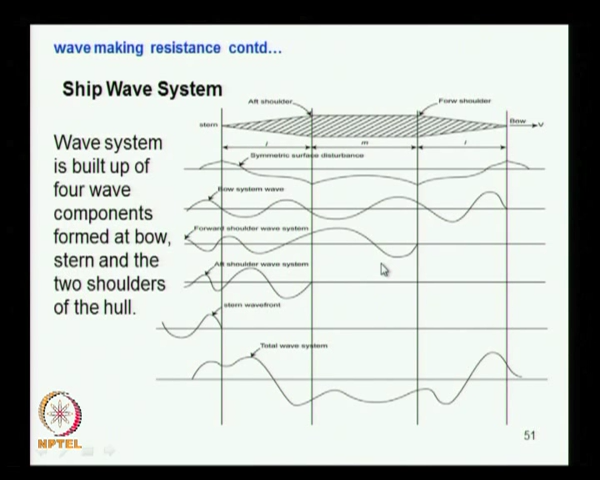 wave making resistance contd...
Ship Wave System
Aft shoulder
Forw shoulder
stern
Bow
V
l
m
l
Wave system
is built up of
four wave
components
formed at bow,
stern and the
two shoulders
of the hull.
Symmetric surface disturbance
Bow system wave
Forward shoulder wave system
Aft shoulder wave system
stern wavefront
Total wave system
NPTEL
51